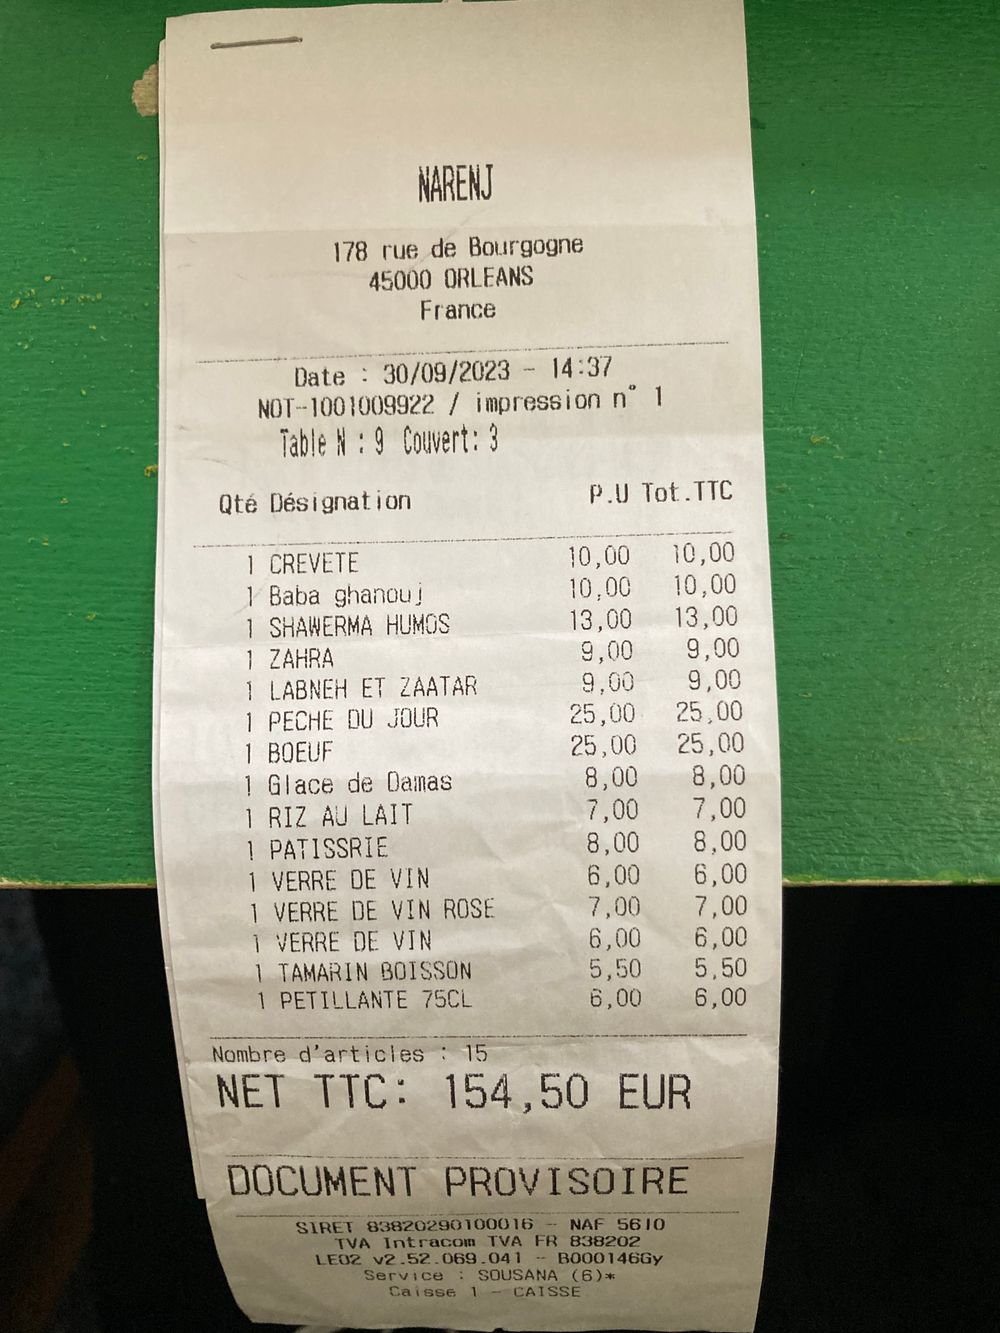 NARENJ
178 rue de Bourgogne
45000 ORLEANS
France
Date : 30/09/2023 - 14:37
NOT-1001009922 / impression n° 1
Table N : 9 Couvert: 3
Qté Désignation P.U Tot.TTC
1 CREVETE 10,00 10,00
1 Baba ghanouj 10,00 10,00
1 SHAWERMA HUMOS 13,00 13,00
1 ZAHRA 9,00 9,00
1 LABNEH ET ZAATAR 9,00 9,00
1 PECHE DU JOUR 25,00 25,00
1 BOEUF 25,00 25,00
1 Glace de Damas 8,00 8,00
1 RIZ AU LAIT 7,00 7,00
1 PATISSRIE 8,00 8,00
1 VERRE DE VIN 6,00 6,00
1 VERRE DE VIN ROSE 7,00 7,00
1 VERRE DE VIN 6,00 6,00
1 TAMARIN BOISSON 5,50 5,50
1 PETILLANTE 75CL 6,00 6,00
Nombre d'articles : 15
NET TTC: 154,50 EUR
DOCUMENT PROVISOIRE
SIRET 83820290100016 - NAF 5610
TVA Intracom TVA FR 838202
LEO2 v2.52.069.041 - B000146Gy
Service : SOUSANA (6)*
Caisse 1 - CAISSE